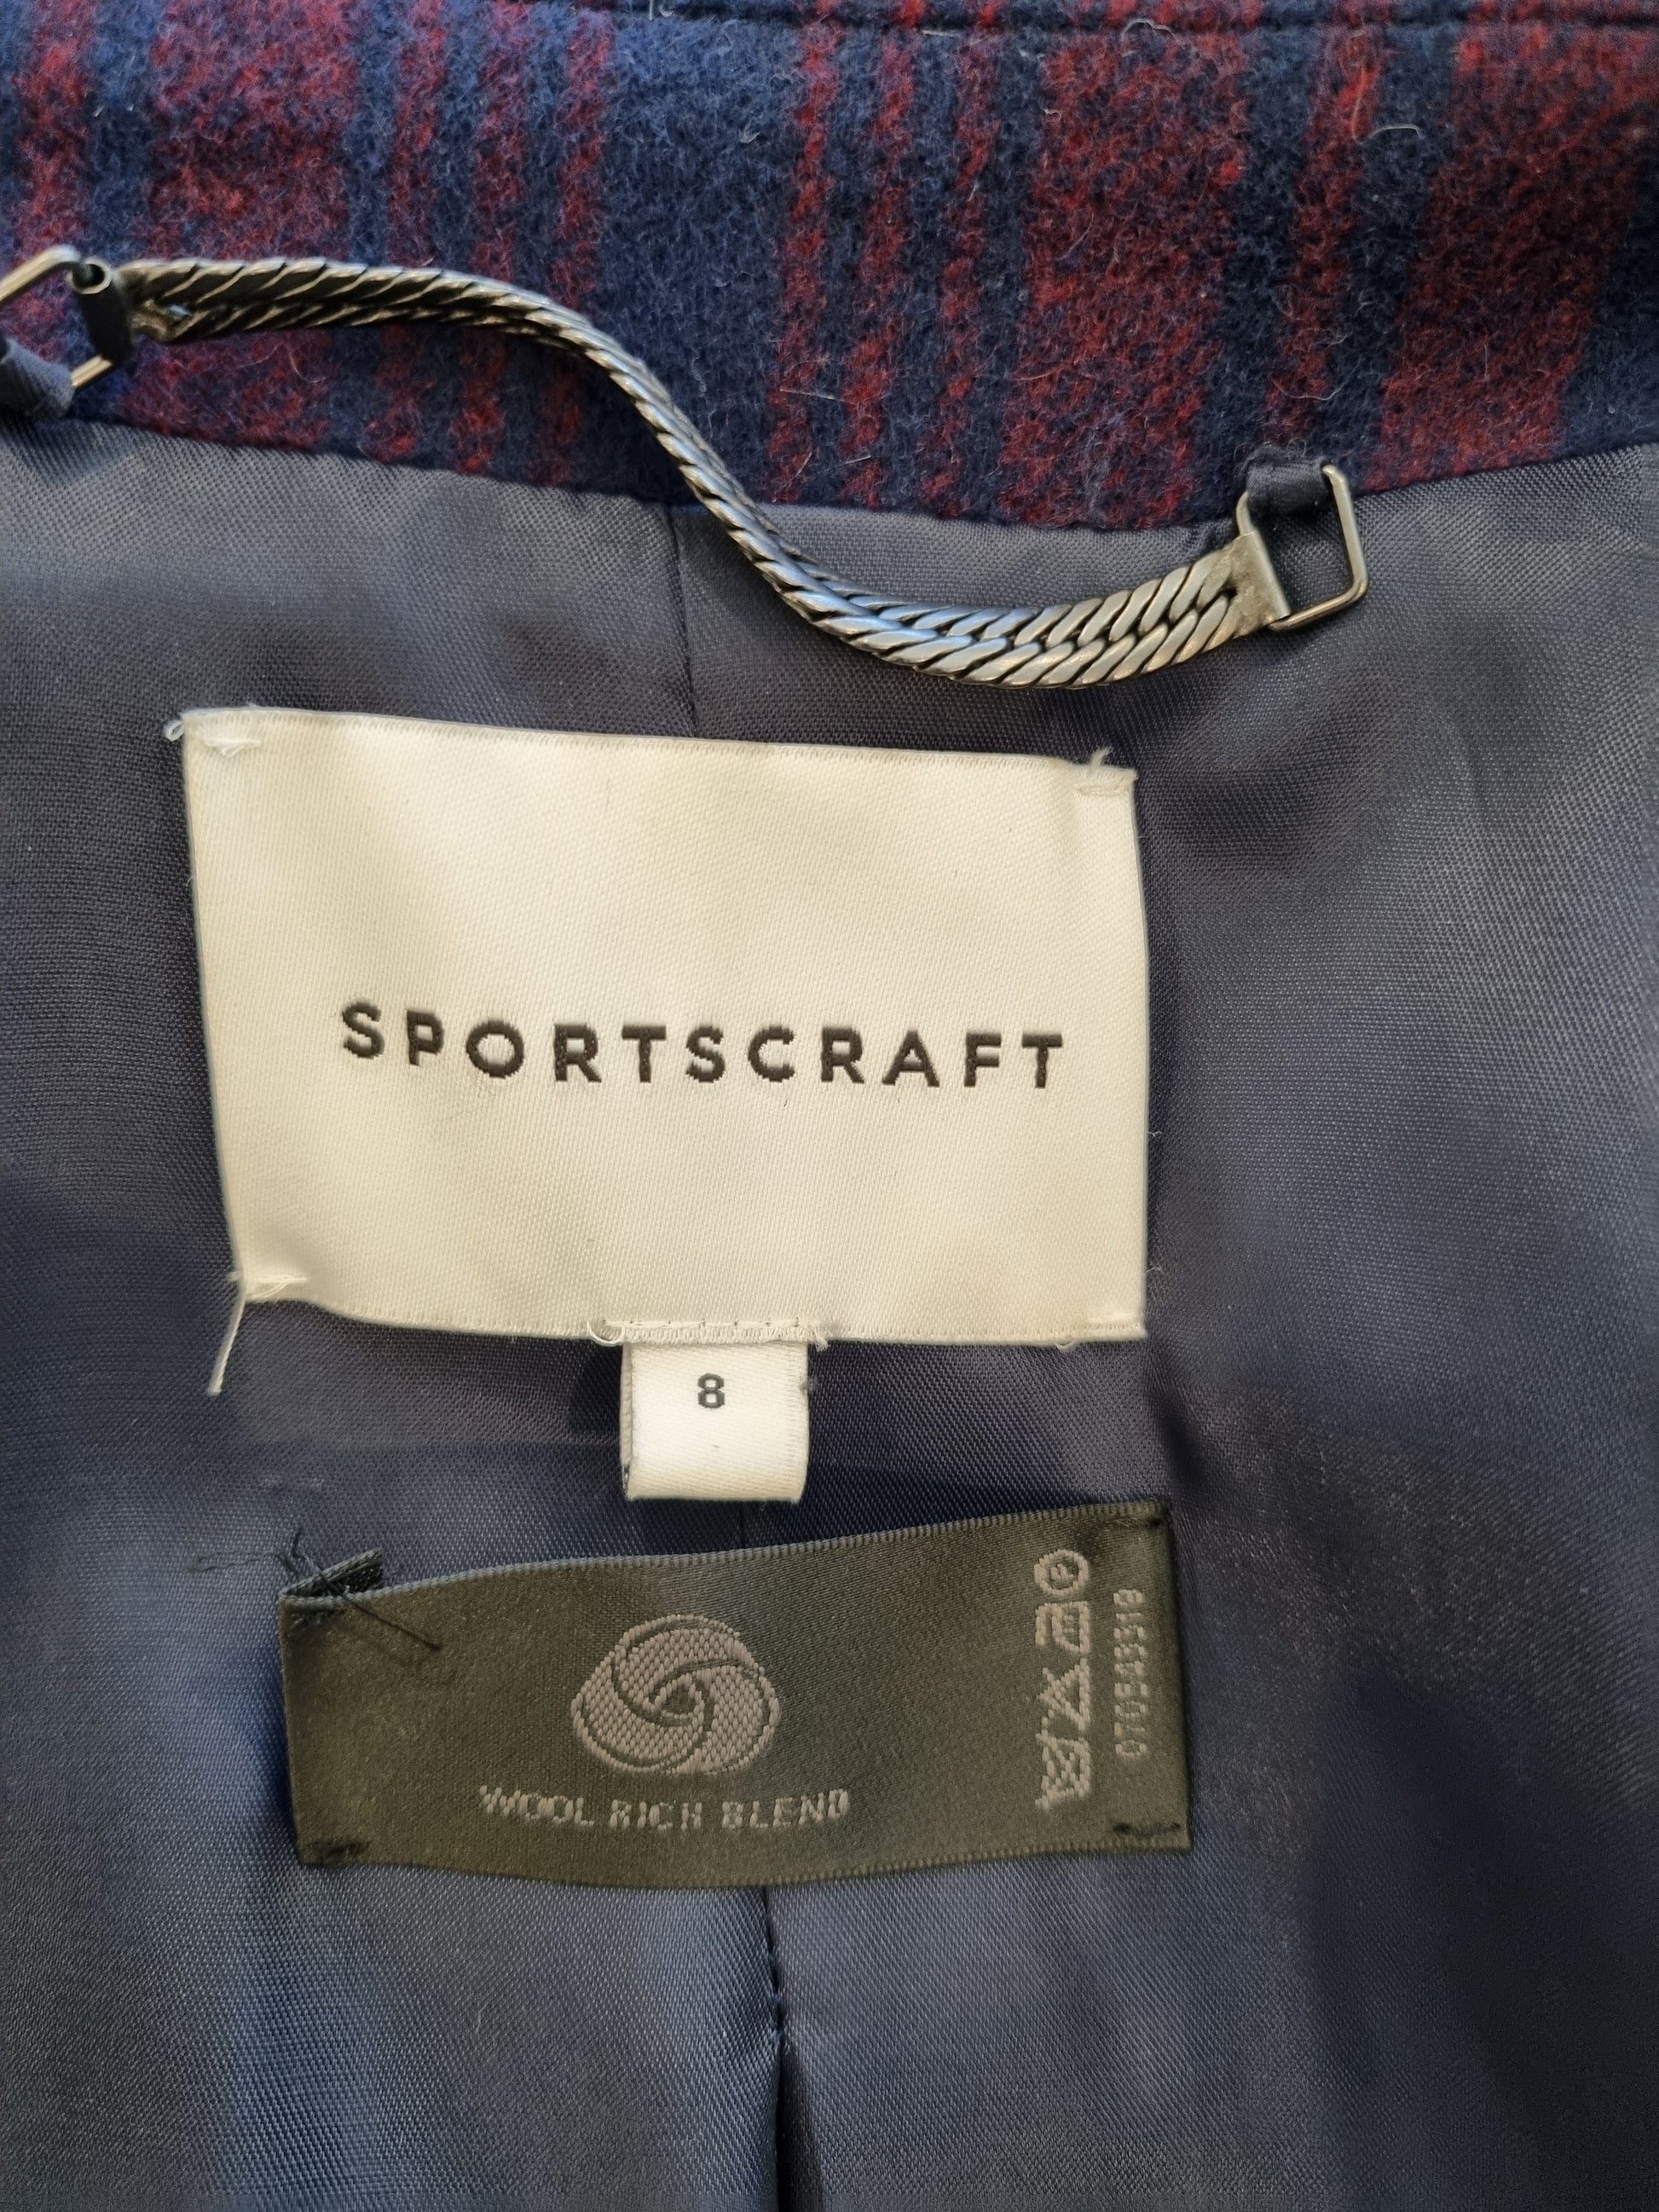 SPORTSCRAFT
8
WOOL RICH BLEND
P